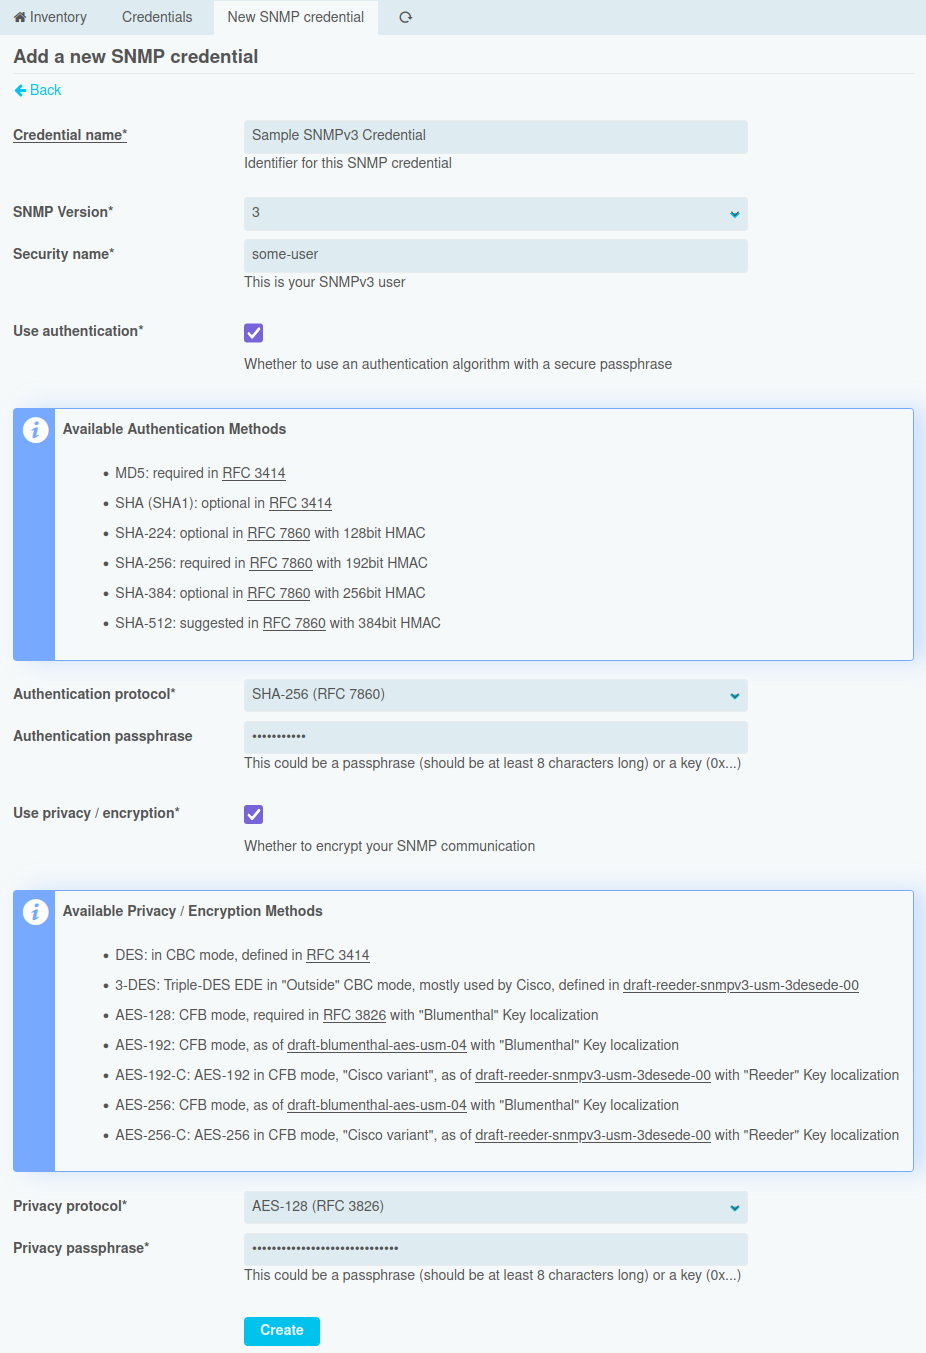 Inventory Credentials New SNMP credential
Add a new SNMP credential
Back
Credential name* Sample SNMPv3 Credential
Identifier for this SNMP credential
SNMP Version* 3
Security name* some-user
This is your SNMPv3 user
Use authentication*
Whether to use an authentication algorithm with a secure passphrase
Available Authentication Methods
• MD5: required in RFC 3414
• SHA (SHA1): optional in RFC 3414
• SHA-224: optional in RFC 7860 with 128bit HMAC
• SHA-256: required in RFC 7860 with 192bit HMAC
• SHA-384: optional in RFC 7860 with 256bit HMAC
• SHA-512: suggested in RFC 7860 with 384bit HMAC
Authentication protocol* SHA-256 (RFC 7860)
Authentication passphrase •••••••••••
This could be a passphrase (should be at least 8 characters long) or a key (0x...)
Use privacy / encryption*
Whether to encrypt your SNMP communication
Available Privacy / Encryption Methods
• DES: in CBC mode, defined in RFC 3414
• 3-DES: Triple-DES EDE in "Outside" CBC mode, mostly used by Cisco, defined in draft-reeder-snmpv3-usm-3desede-00
• AES-128: CFB mode, required in RFC 3826 with "Blumenthal" Key localization
• AES-192: CFB mode, as of draft-blumenthal-aes-usm-04 with "Blumenthal" Key localization
• AES-192-C: AES-192 in CFB mode, "Cisco variant", as of draft-reeder-snmpv3-usm-3desede-00 with "Reeder" Key localization
• AES-256: CFB mode, as of draft-blumenthal-aes-usm-04 with "Blumenthal" Key localization
• AES-256-C: AES-256 in CFB mode, "Cisco variant", as of draft-reeder-snmpv3-usm-3desede-00 with "Reeder" Key localization
Privacy protocol* AES-128 (RFC 3826)
Privacy passphrase* ••••••••••••••••••••••••••••••
This could be a passphrase (should be at least 8 characters long) or a key (0x...)
Create